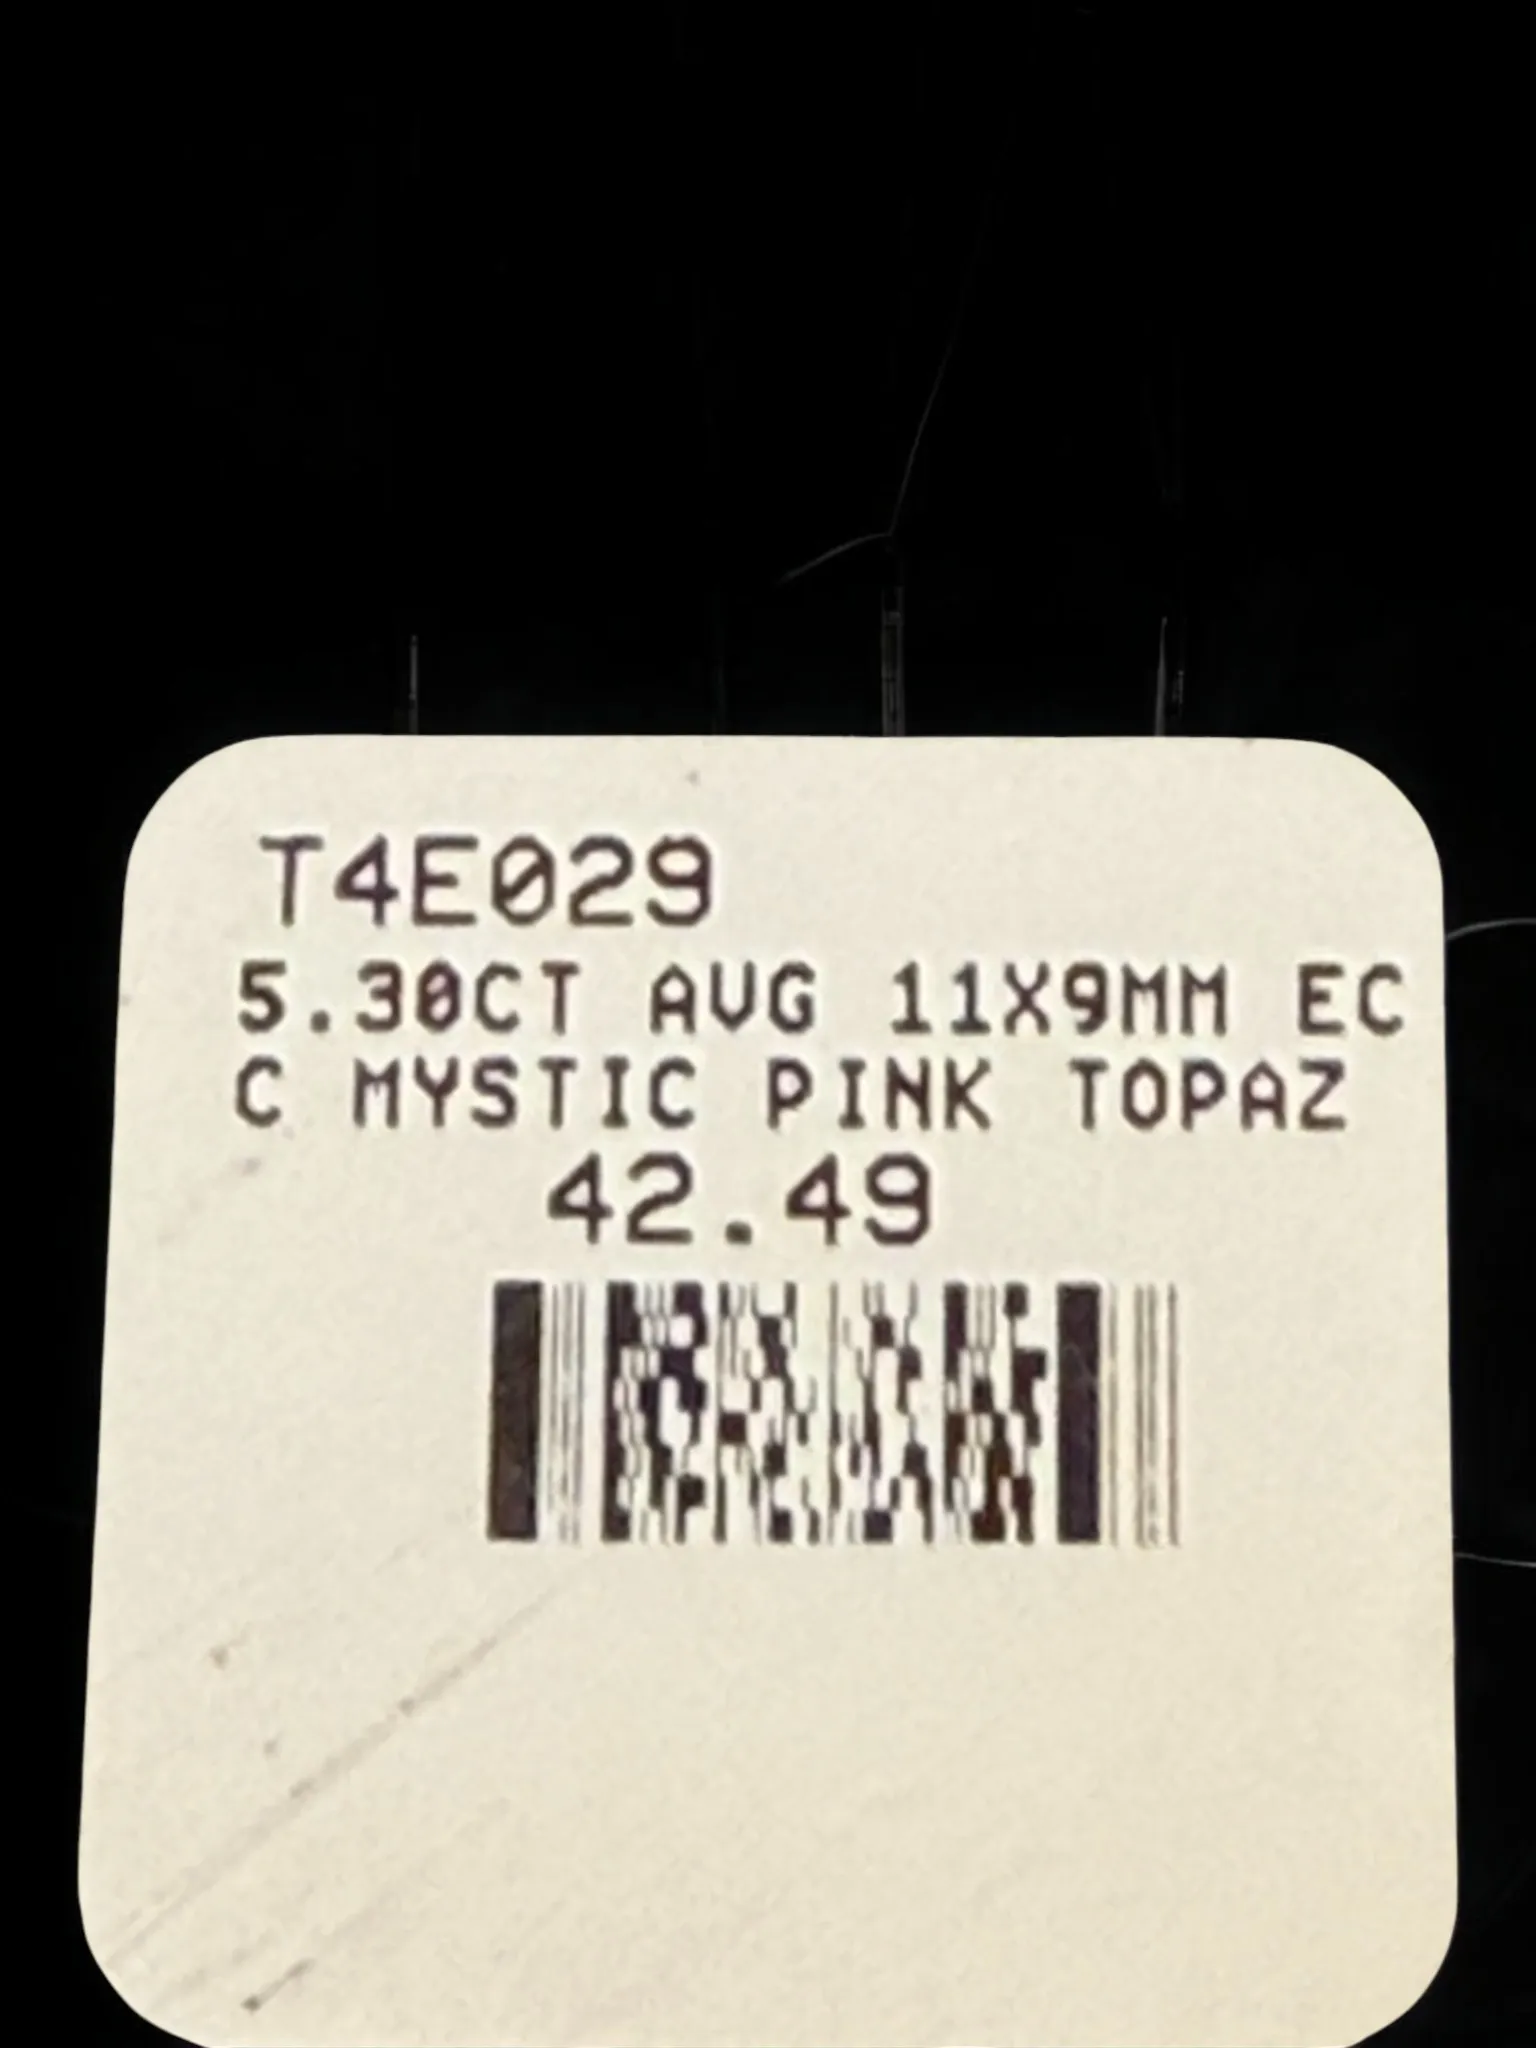 T4E029
5.30CT AVG 11X9MM EC
C MYSTIC PINK TOPAZ
42.49